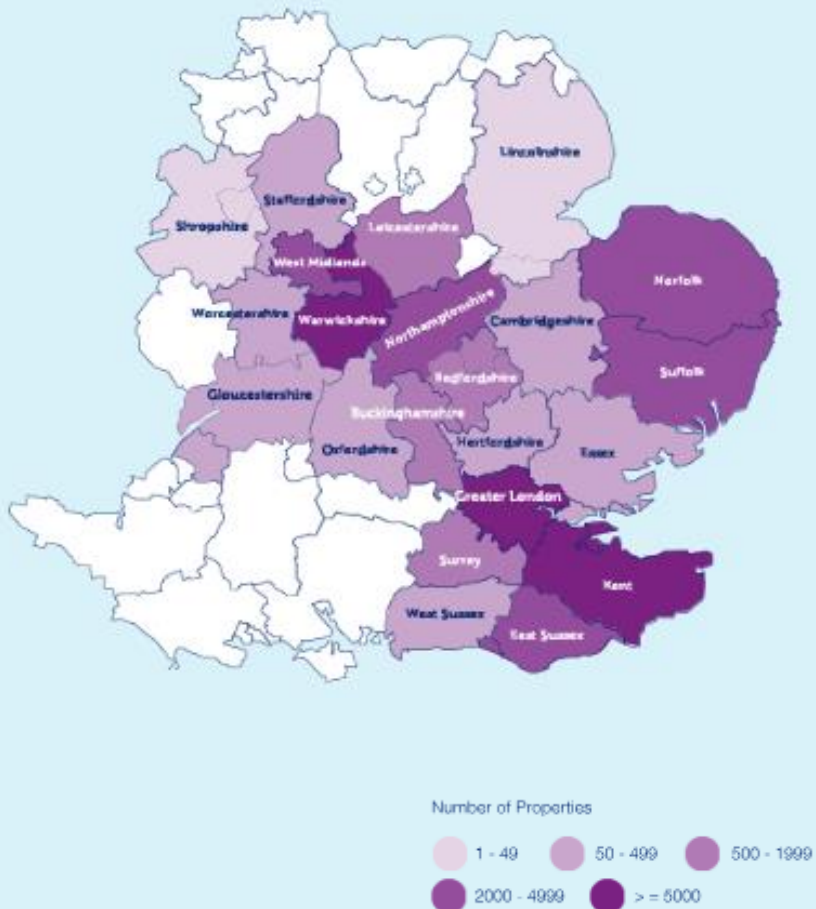 Lincolnshire
Staffordshire
Shropshire
Leicestershire
West Midlands
Norfolk
Worcestershire
Warwickshire
Northamptonshire
Cambridgeshire
Suffolk
Bedfordshire
Gloucestershire
Buckinghamshire
Oxfordshire
Hertfordshire
Essex
Greater London
Surrey
Kent
West Sussex
East Sussex
Number of Properties
1 - 49
50 - 499
500 - 1999
2000 - 4999
> = 5000